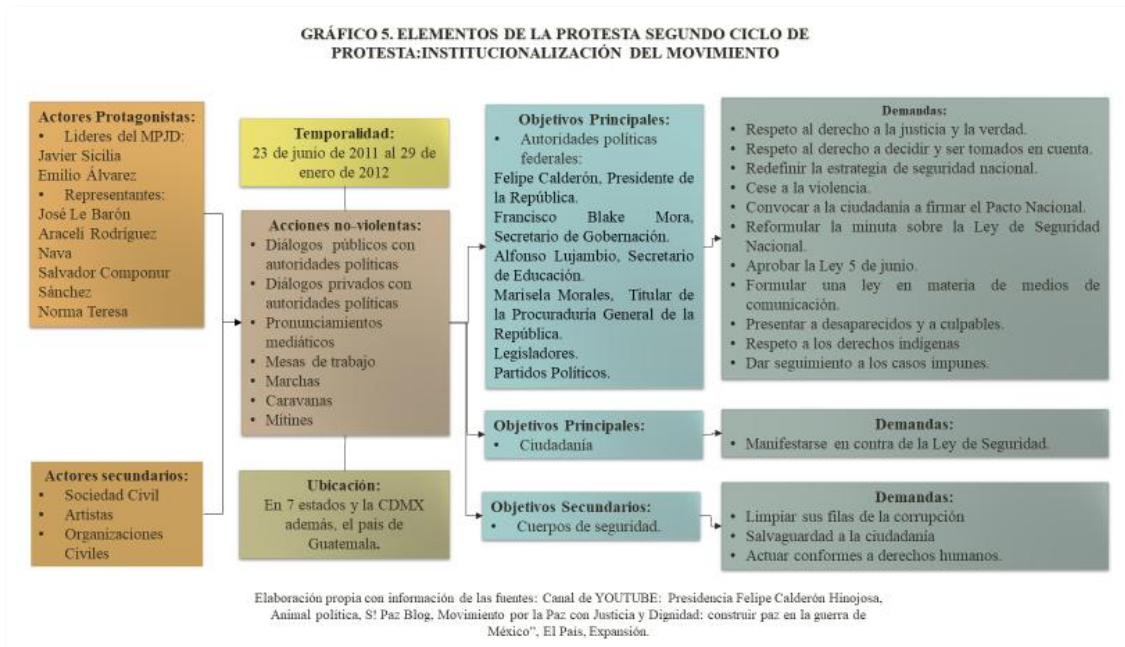 GRÁFICO 5. ELEMENTOS DE LA PROTESTA SEGUNDO CICLO DE
PROTESTA:INSTITUCIONALIZACIÓN DEL MOVIMIENTO
Actores Protagonistas:
• Lideres del MPJD:
Javier Sicilia
Emilio Álvarez
• Representantes:
José Le Barón
Araceli Rodríguez
Nava
Salvador Componur
Sánchez
Norma Teresa
Actores secundarios:
• Sociedad Civil
• Artistas
• Organizaciones
Civiles
Temporalidad:
23 de junio de 2011 al 29 de
enero de 2012
Acciones no-violentas:
• Diálogos públicos con
autoridades políticas
• Diálogos privados con
autoridades políticas
• Pronunciamientos
mediáticos
• Mesas de trabajo
• Marchas
• Caravanas
• Mítines
Ubicación:
En 7 estados y la CDMX
además, el país de
Guatemala.
Objetivos Principales:
• Autoridades políticas
federales:
Felipe Calderón, Presidente de
la República.
Francisco Blake Mora,
Secretario de Gobernación.
Alfonso Lujambio, Secretario
de Educación.
Marisela Morales, Titular de
la Procuraduría General de la
República.
Legisladores.
Partidos Políticos.
Demandas:
• Respeto al derecho a la justicia y la verdad.
• Respeto al derecho a decidir y ser tomados en cuenta.
• Redefinir la estrategia de seguridad nacional.
• Cese a la violencia.
• Convocar a la ciudadanía a firmar el Pacto Nacional.
• Reformular la minuta sobre la Ley de Seguridad
Nacional.
• Aprobar la Ley 5 de junio.
• Formular una ley en materia de medios de
comunicación.
• Presentar a desaparecidos y a culpables.
• Respeto a los derechos indígenas
• Dar seguimiento a los casos impunes.
Objetivos Principales:
• Ciudadanía
Demandas:
• Manifestarse en contra de la Ley de Seguridad.
Objetivos Secundarios:
• Cuerpos de seguridad.
Demandas:
• Limpiar sus filas de la corrupción
• Salvaguardad a la ciudadanía
• Actuar conformes a derechos humanos.
Elaboración propia con información de las fuentes: Canal de YOUTUBE: Presidencia Felipe Calderón Hinojosa,
Animal política, S! Paz Blog, Movimiento por la Paz con Justicia y Dignidad: construir paz en la guerra de
México”, El País, Expansión.